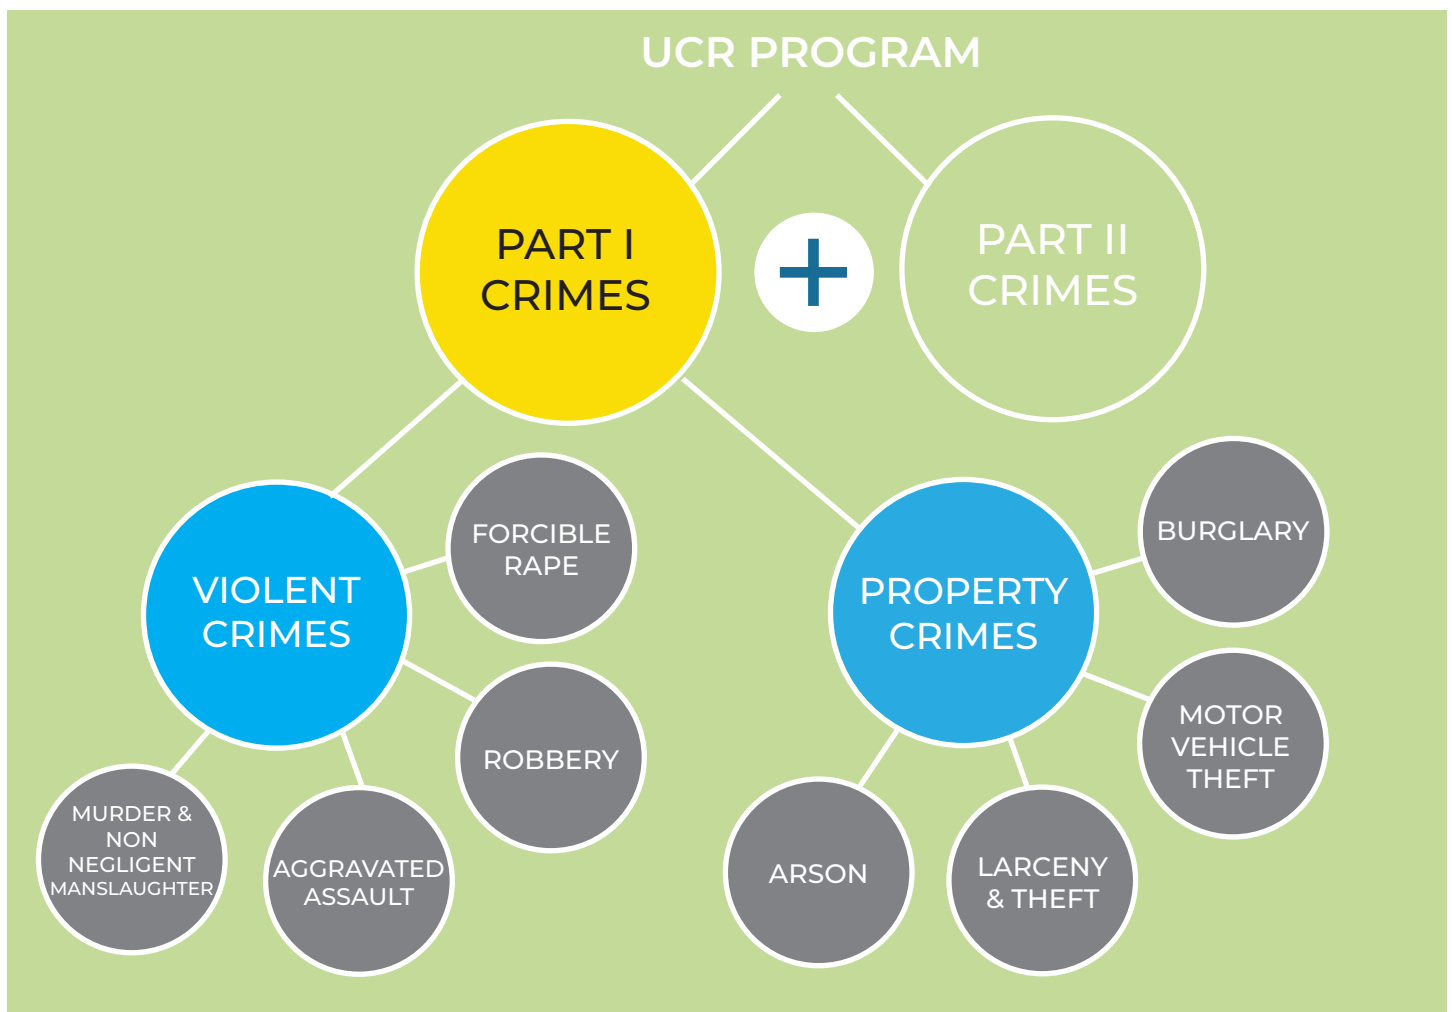 UCR PROGRAM
PART I
CRIMES
+
PART II
CRIMES
VIOLENT
CRIMES
FORCIBLE
RAPE
ROBBERY
AGGRAVATED
ASSAULT
MURDER &
NON
NEGLIGENT
MANSLAUGHTER
PROPERTY
CRIMES
BURGLARY
MOTOR
VEHICLE
THEFT
LARCENY
& THEFT
ARSON